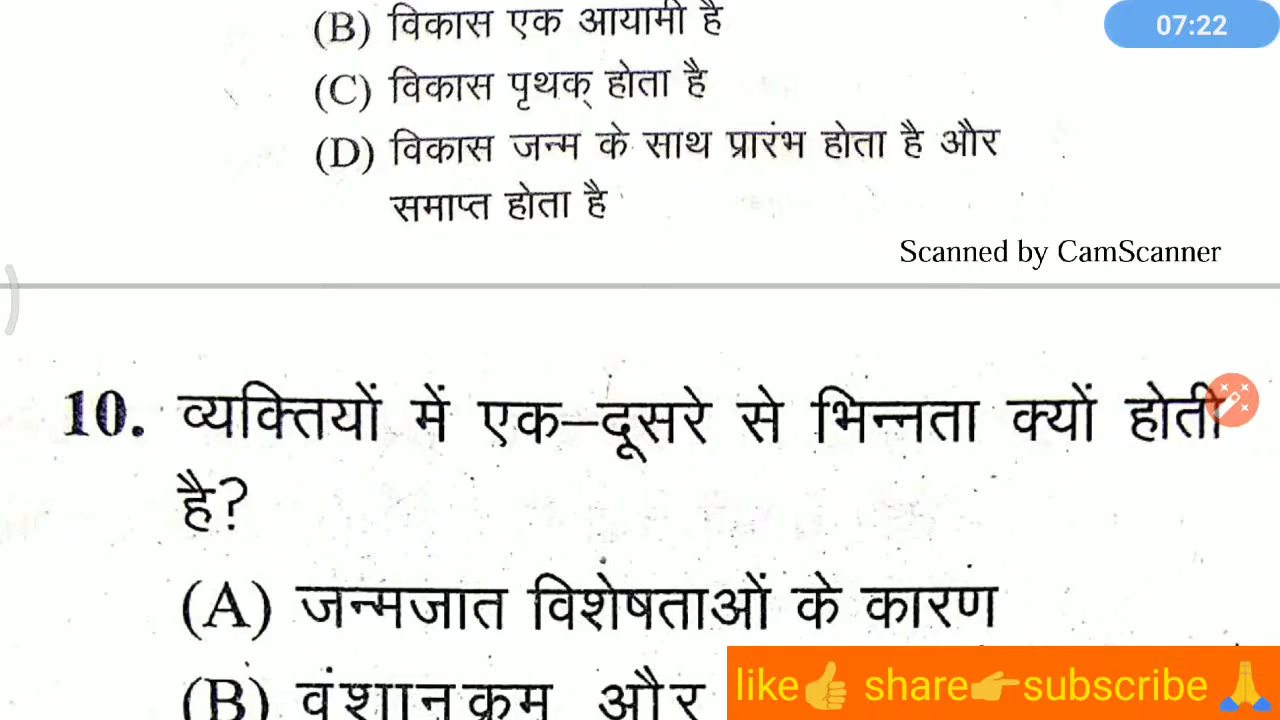 (B) विकास एक आयामी है
07:22
(C) विकास पृथक् होता है
(D) विकास जन्म के साथ प्रारंभ होता है और
समाप्त होता है
Scanned by CamScanner
10. व्यक्तियों में एक–दूसरे से भिन्नता क्यों होती
है?
(A) जन्मजात विशेषताओं के कारण
(B) वंशानुक्रम और
like👍 share👉subscribe 🙏